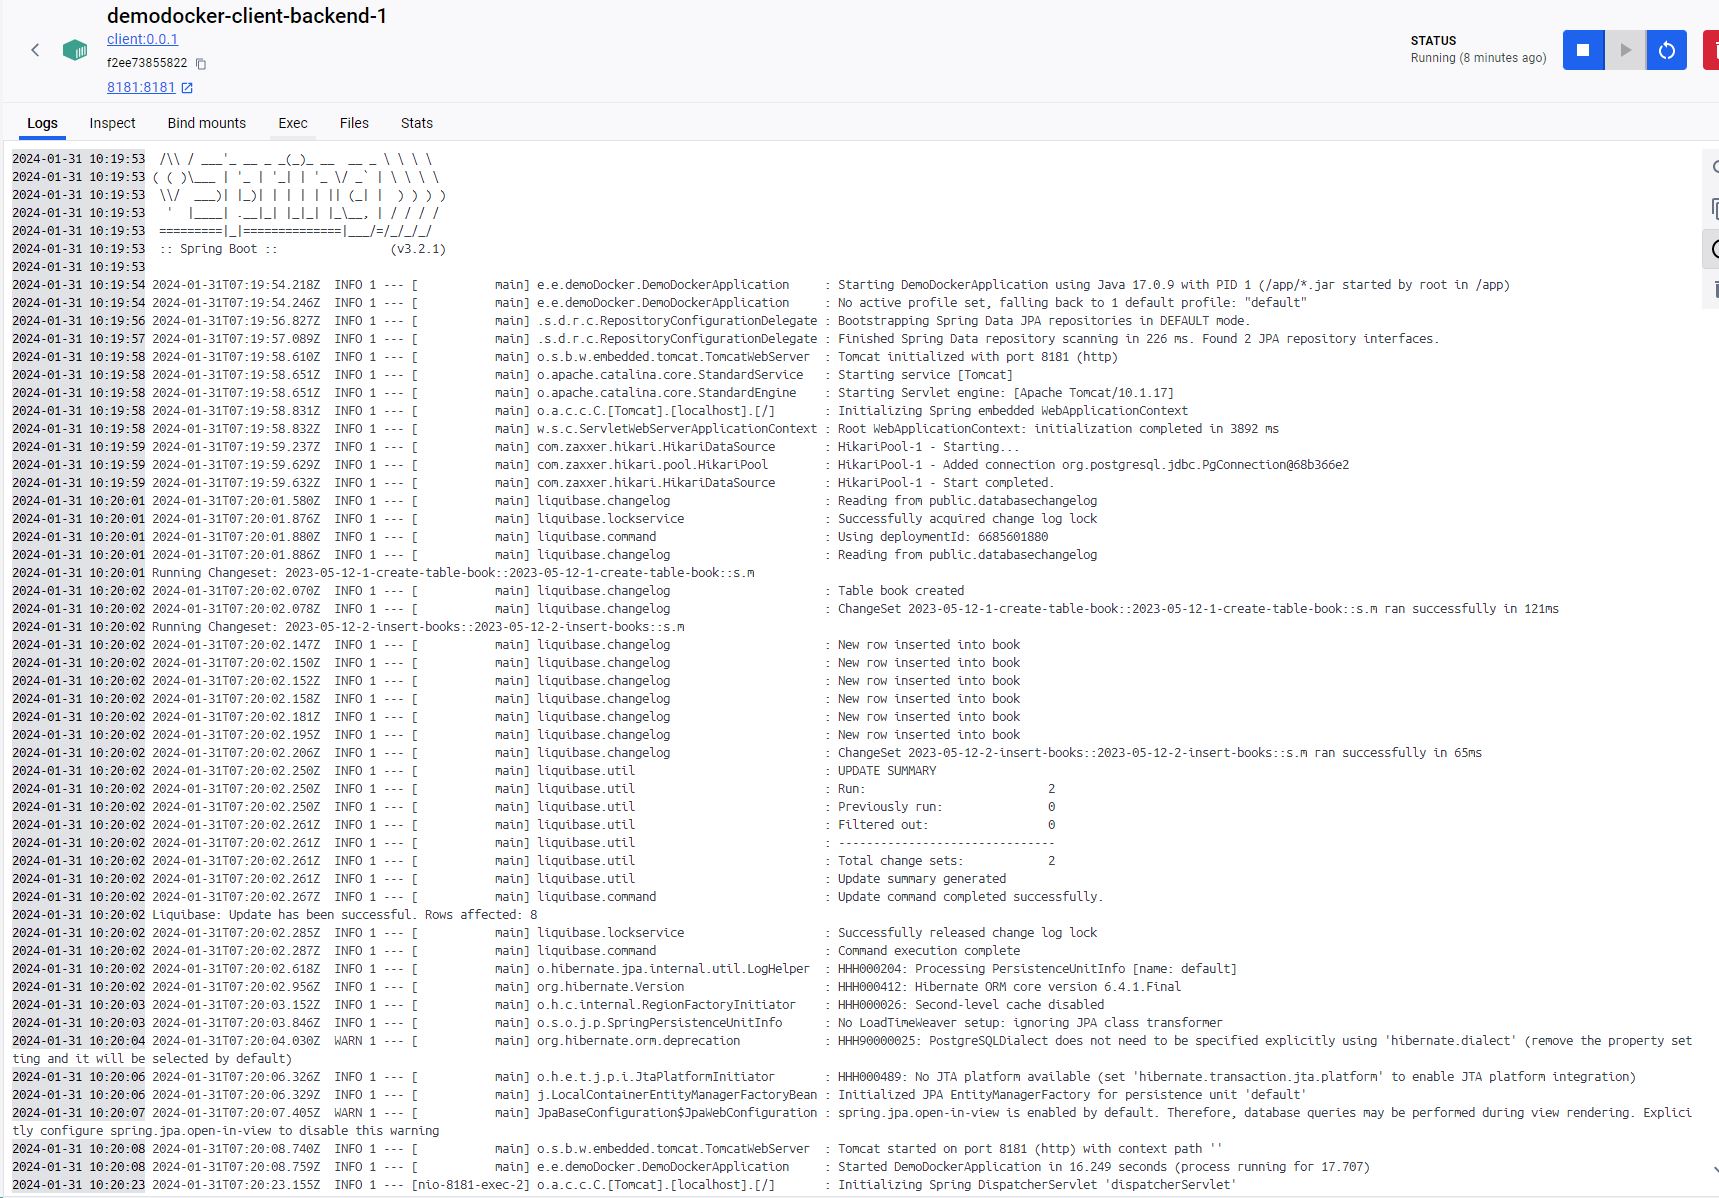 demodocker-client-backend-1
client:0.0.1
f2ee73855822
8181:8181
STATUS
Running (8 minutes ago)
Logs Inspect Bind mounts Exec Files Stats
2024-01-31 10:19:53  /\\ / ___'_ __ _ _(_)_ __  __ _ \ \ \ \
2024-01-31 10:19:53 ( ( )\___ | '_ | '_| | '_ \/ _` | \ \ \ \
2024-01-31 10:19:53  \\/  ___)| |_)| | | | | || (_| |  ) ) ) )
2024-01-31 10:19:53   '  |____| .__|_| |_|_| |_\__, | / / / /
2024-01-31 10:19:53  =========|_|==============|___/=/_/_/_/
2024-01-31 10:19:53  :: Spring Boot ::                (v3.2.1)
2024-01-31 10:19:53
2024-01-31 10:19:54 2024-01-31T07:19:54.218Z  INFO 1 --- [           main] e.e.demoDocker.DemoDockerApplication     : Starting DemoDockerApplication using Java 17.0.9 with PID 1 (/app/*.jar started by root in /app)
2024-01-31 10:19:54 2024-01-31T07:19:54.246Z  INFO 1 --- [           main] e.e.demoDocker.DemoDockerApplication     : No active profile set, falling back to 1 default profile: "default"
2024-01-31 10:19:56 2024-01-31T07:19:56.827Z  INFO 1 --- [           main] .s.d.r.c.RepositoryConfigurationDelegate : Bootstrapping Spring Data JPA repositories in DEFAULT mode.
2024-01-31 10:19:57 2024-01-31T07:19:57.089Z  INFO 1 --- [           main] .s.d.r.c.RepositoryConfigurationDelegate : Finished Spring Data repository scanning in 226 ms. Found 2 JPA repository interfaces.
2024-01-31 10:19:58 2024-01-31T07:19:58.610Z  INFO 1 --- [           main] o.s.b.w.embedded.tomcat.TomcatWebServer  : Tomcat initialized with port 8181 (http)
2024-01-31 10:19:58 2024-01-31T07:19:58.651Z  INFO 1 --- [           main] o.apache.catalina.core.StandardService   : Starting service [Tomcat]
2024-01-31 10:19:58 2024-01-31T07:19:58.651Z  INFO 1 --- [           main] o.apache.catalina.core.StandardEngine    : Starting Servlet engine: [Apache Tomcat/10.1.17]
2024-01-31 10:19:58 2024-01-31T07:19:58.831Z  INFO 1 --- [           main] o.a.c.c.C.[Tomcat].[localhost].[/]       : Initializing Spring embedded WebApplicationContext
2024-01-31 10:19:58 2024-01-31T07:19:58.832Z  INFO 1 --- [           main] w.s.c.ServletWebServerApplicationContext : Root WebApplicationContext: initialization completed in 3892 ms
2024-01-31 10:19:59 2024-01-31T07:19:59.237Z  INFO 1 --- [           main] com.zaxxer.hikari.HikariDataSource       : HikariPool-1 - Starting...
2024-01-31 10:19:59 2024-01-31T07:19:59.629Z  INFO 1 --- [           main] com.zaxxer.hikari.pool.HikariPool        : HikariPool-1 - Added connection org.postgresql.jdbc.PgConnection@68b366e2
2024-01-31 10:19:59 2024-01-31T07:19:59.632Z  INFO 1 --- [           main] com.zaxxer.hikari.HikariDataSource       : HikariPool-1 - Start completed.
2024-01-31 10:20:01 2024-01-31T07:20:01.580Z  INFO 1 --- [           main] liquibase.changelog                      : Reading from public.databasechangelog
2024-01-31 10:20:01 2024-01-31T07:20:01.876Z  INFO 1 --- [           main] liquibase.lockservice                    : Successfully acquired change log lock
2024-01-31 10:20:01 2024-01-31T07:20:01.880Z  INFO 1 --- [           main] liquibase.command                        : Using deploymentId: 6685601880
2024-01-31 10:20:01 2024-01-31T07:20:01.886Z  INFO 1 --- [           main] liquibase.changelog                      : Reading from public.databasechangelog
2024-01-31 10:20:01 Running Changeset: 2023-05-12-1-create-table-book::2023-05-12-1-create-table-book::s.m
2024-01-31 10:20:02 2024-01-31T07:20:02.070Z  INFO 1 --- [           main] liquibase.changelog                      : Table book created
2024-01-31 10:20:02 2024-01-31T07:20:02.078Z  INFO 1 --- [           main] liquibase.changelog                      : ChangeSet 2023-05-12-1-create-table-book::2023-05-12-1-create-table-book::s.m ran successfully in 121ms
2024-01-31 10:20:02 Running Changeset: 2023-05-12-2-insert-books::2023-05-12-2-insert-books::s.m
2024-01-31 10:20:02 2024-01-31T07:20:02.147Z  INFO 1 --- [           main] liquibase.changelog                      : New row inserted into book
2024-01-31 10:20:02 2024-01-31T07:20:02.150Z  INFO 1 --- [           main] liquibase.changelog                      : New row inserted into book
2024-01-31 10:20:02 2024-01-31T07:20:02.152Z  INFO 1 --- [           main] liquibase.changelog                      : New row inserted into book
2024-01-31 10:20:02 2024-01-31T07:20:02.158Z  INFO 1 --- [           main] liquibase.changelog                      : New row inserted into book
2024-01-31 10:20:02 2024-01-31T07:20:02.181Z  INFO 1 --- [           main] liquibase.changelog                      : New row inserted into book
2024-01-31 10:20:02 2024-01-31T07:20:02.195Z  INFO 1 --- [           main] liquibase.changelog                      : New row inserted into book
2024-01-31 10:20:02 2024-01-31T07:20:02.206Z  INFO 1 --- [           main] liquibase.changelog                      : ChangeSet 2023-05-12-2-insert-books::2023-05-12-2-insert-books::s.m ran successfully in 65ms
2024-01-31 10:20:02 2024-01-31T07:20:02.250Z  INFO 1 --- [           main] liquibase.util                           : UPDATE SUMMARY
2024-01-31 10:20:02 2024-01-31T07:20:02.250Z  INFO 1 --- [           main] liquibase.util                           : Run:                          2
2024-01-31 10:20:02 2024-01-31T07:20:02.250Z  INFO 1 --- [           main] liquibase.util                           : Previously run:               0
2024-01-31 10:20:02 2024-01-31T07:20:02.261Z  INFO 1 --- [           main] liquibase.util                           : Filtered out:                 0
2024-01-31 10:20:02 2024-01-31T07:20:02.261Z  INFO 1 --- [           main] liquibase.util                           : -------------------------------
2024-01-31 10:20:02 2024-01-31T07:20:02.261Z  INFO 1 --- [           main] liquibase.util                           : Total change sets:            2
2024-01-31 10:20:02 2024-01-31T07:20:02.261Z  INFO 1 --- [           main] liquibase.util                           : Update summary generated
2024-01-31 10:20:02 2024-01-31T07:20:02.267Z  INFO 1 --- [           main] liquibase.command                        : Update command completed successfully.
2024-01-31 10:20:02 Liquibase: Update has been successful. Rows affected: 8
2024-01-31 10:20:02 2024-01-31T07:20:02.285Z  INFO 1 --- [           main] liquibase.lockservice                    : Successfully released change log lock
2024-01-31 10:20:02 2024-01-31T07:20:02.287Z  INFO 1 --- [           main] liquibase.command                        : Command execution complete
2024-01-31 10:20:02 2024-01-31T07:20:02.618Z  INFO 1 --- [           main] o.hibernate.jpa.internal.util.LogHelper  : HHH000204: Processing PersistenceUnitInfo [name: default]
2024-01-31 10:20:02 2024-01-31T07:20:02.956Z  INFO 1 --- [           main] org.hibernate.Version                    : HHH000412: Hibernate ORM core version 6.4.1.Final
2024-01-31 10:20:03 2024-01-31T07:20:03.152Z  INFO 1 --- [           main] o.h.c.internal.RegionFactoryInitiator    : HHH000026: Second-level cache disabled
2024-01-31 10:20:03 2024-01-31T07:20:03.846Z  INFO 1 --- [           main] o.s.o.j.p.SpringPersistenceUnitInfo      : No LoadTimeWeaver setup: ignoring JPA class transformer
2024-01-31 10:20:04 2024-01-31T07:20:04.030Z  WARN 1 --- [           main] org.hibernate.orm.deprecation            : HHH90000025: PostgreSQLDialect does not need to be specified explicitly using 'hibernate.dialect' (remove the property set
ting and it will be selected by default)
2024-01-31 10:20:06 2024-01-31T07:20:06.326Z  INFO 1 --- [           main] o.h.e.t.j.p.i.JtaPlatformInitiator       : HHH000489: No JTA platform available (set 'hibernate.transaction.jta.platform' to enable JTA platform integration)
2024-01-31 10:20:06 2024-01-31T07:20:06.329Z  INFO 1 --- [           main] j.LocalContainerEntityManagerFactoryBean : Initialized JPA EntityManagerFactory for persistence unit 'default'
2024-01-31 10:20:07 2024-01-31T07:20:07.405Z  WARN 1 --- [           main] JpaBaseConfiguration$JpaWebConfiguration : spring.jpa.open-in-view is enabled by default. Therefore, database queries may be performed during view rendering. Explici
tly configure spring.jpa.open-in-view to disable this warning
2024-01-31 10:20:08 2024-01-31T07:20:08.740Z  INFO 1 --- [           main] o.s.b.w.embedded.tomcat.TomcatWebServer  : Tomcat started on port 8181 (http) with context path ''
2024-01-31 10:20:08 2024-01-31T07:20:08.759Z  INFO 1 --- [           main] e.e.demoDocker.DemoDockerApplication     : Started DemoDockerApplication in 16.249 seconds (process running for 17.707)
2024-01-31 10:20:23 2024-01-31T07:20:23.155Z  INFO 1 --- [nio-8181-exec-2] o.a.c.c.C.[Tomcat].[localhost].[/]       : Initializing Spring DispatcherServlet 'dispatcherServlet'